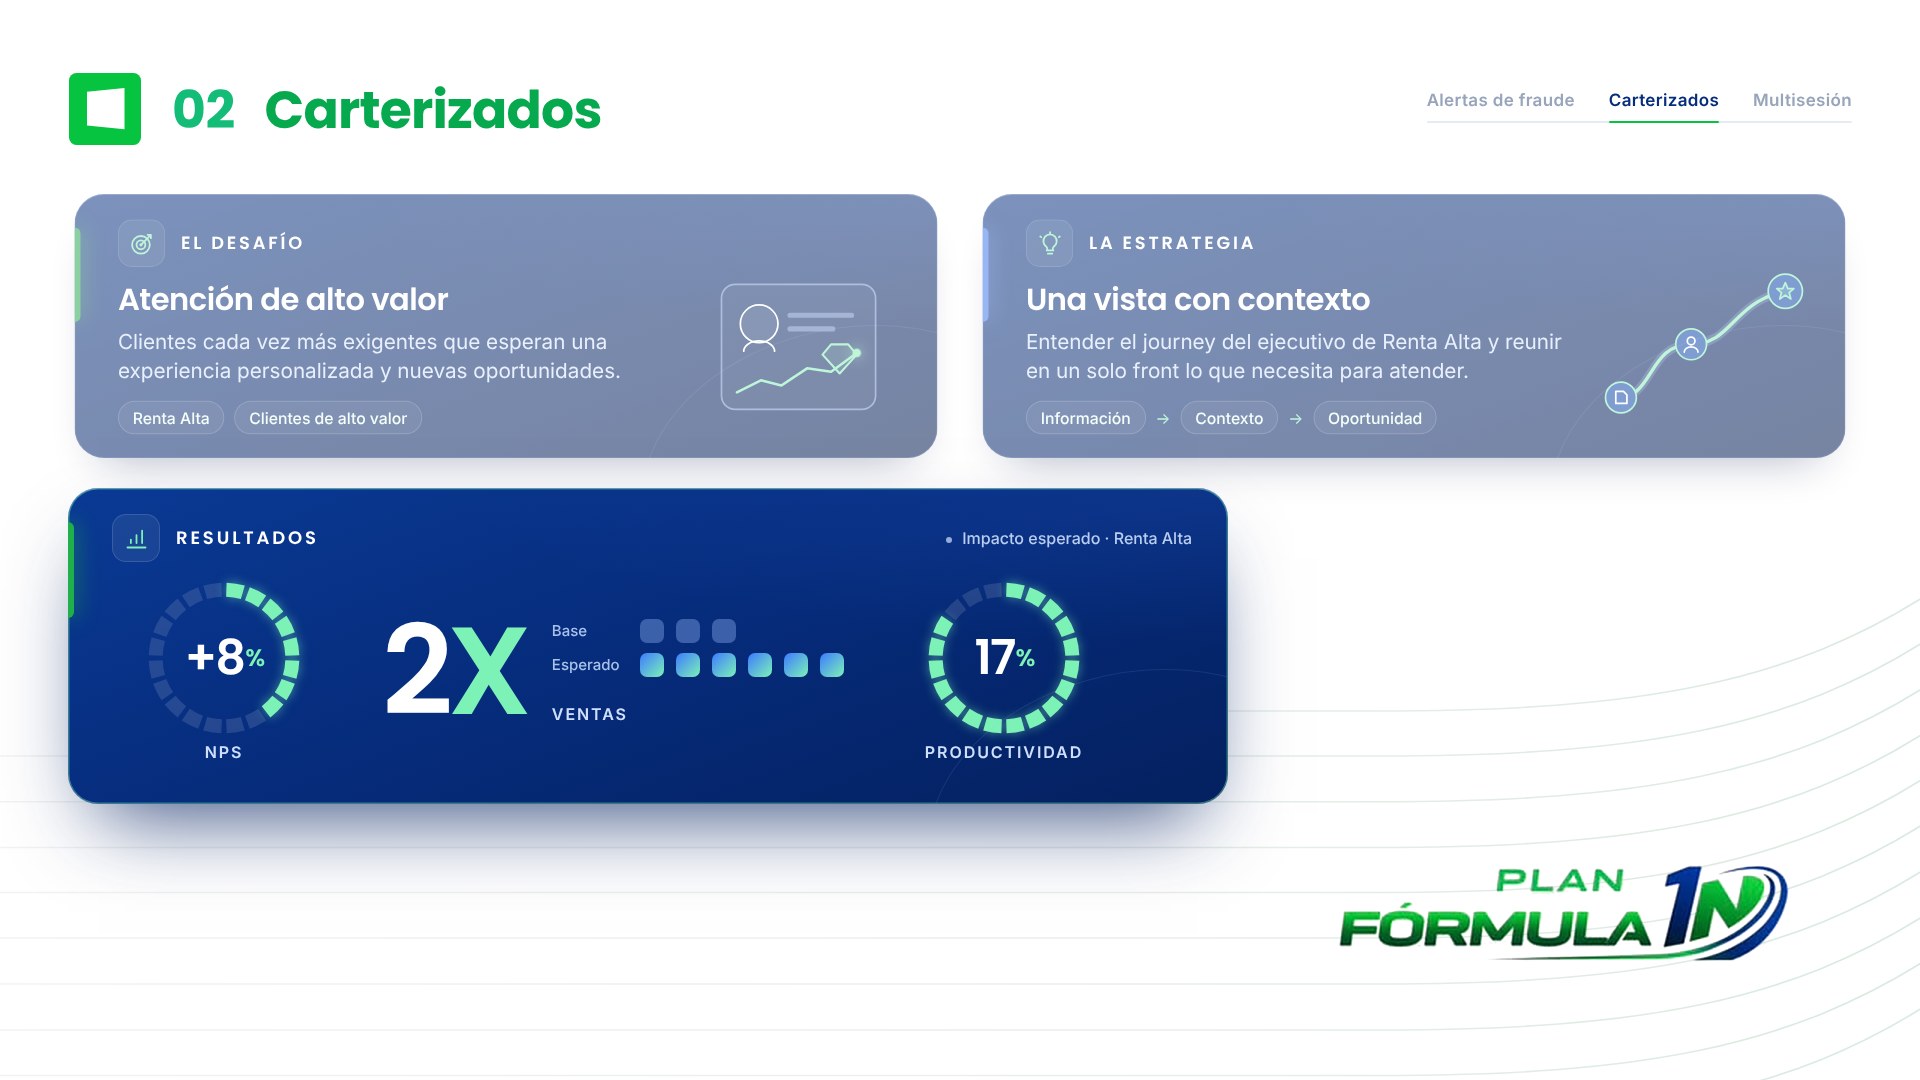 02 Carterizados
Alertas de fraude
Carterizados
Multisesión
EL DESAFÍO
Atención de alto valor
Clientes cada vez más exigentes que esperan una
experiencia personalizada y nuevas oportunidades.
Renta Alta
Clientes de alto valor
LA ESTRATEGIA
Una vista con contexto
Entender el journey del ejecutivo de Renta Alta y reunir
en un solo front lo que necesita para atender.
Información → Contexto → Oportunidad
RESULTADOS
• Impacto esperado · Renta Alta
+8%
NPS
2X
Base
Esperado
VENTAS
17%
PRODUCTIVIDAD
PLAN
FÓRMULA 1N